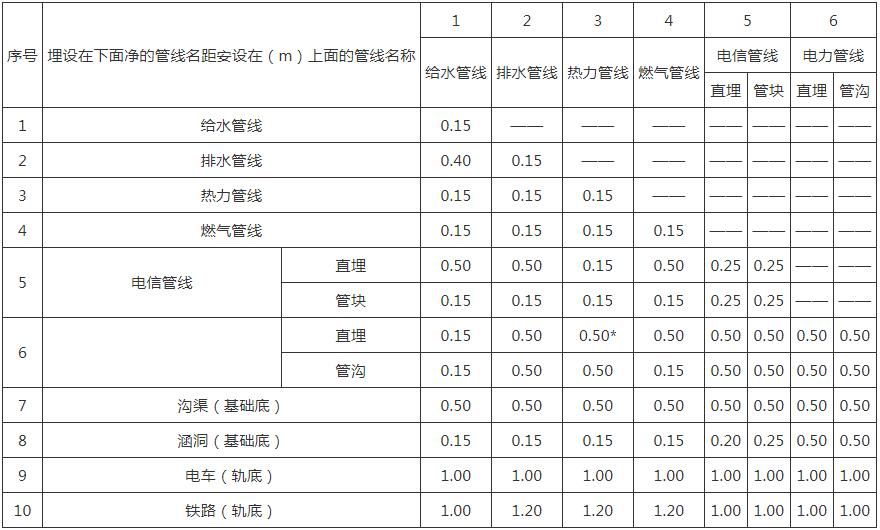 序号 埋设在下面净的管线名距安设在（m）上面的管线名称 1 2 3 4 5 6
给水管线 排水管线 热力管线 燃气管线 电信管线 电力管线
直埋 管块 直埋 管沟
1 给水管线 0.15 —— —— —— —— —— —— ——
2 排水管线 0.40 0.15 —— —— —— —— —— ——
3 热力管线 0.15 0.15 0.15 —— —— —— —— ——
4 燃气管线 0.15 0.15 0.15 0.15 —— —— —— ——
5 电信管线 直埋 0.50 0.50 0.15 0.50 0.25 0.25 —— ——
管块 0.15 0.15 0.15 0.15 0.25 0.25 —— ——
6 直埋 0.15 0.50 0.50* 0.50 0.50 0.50 0.50 0.50
管沟 0.15 0.50 0.50 0.15 0.50 0.50 0.50 0.50
7 沟渠（基础底） 0.50 0.50 0.50 0.50 0.50 0.50 0.50 0.50
8 涵洞（基础底） 0.15 0.15 0.15 0.15 0.20 0.25 0.50 0.50
9 电车（轨底） 1.00 1.00 1.00 1.00 1.00 1.00 1.00 1.00
10 铁路（轨底） 1.00 1.20 1.20 1.20 1.00 1.00 1.00 1.00